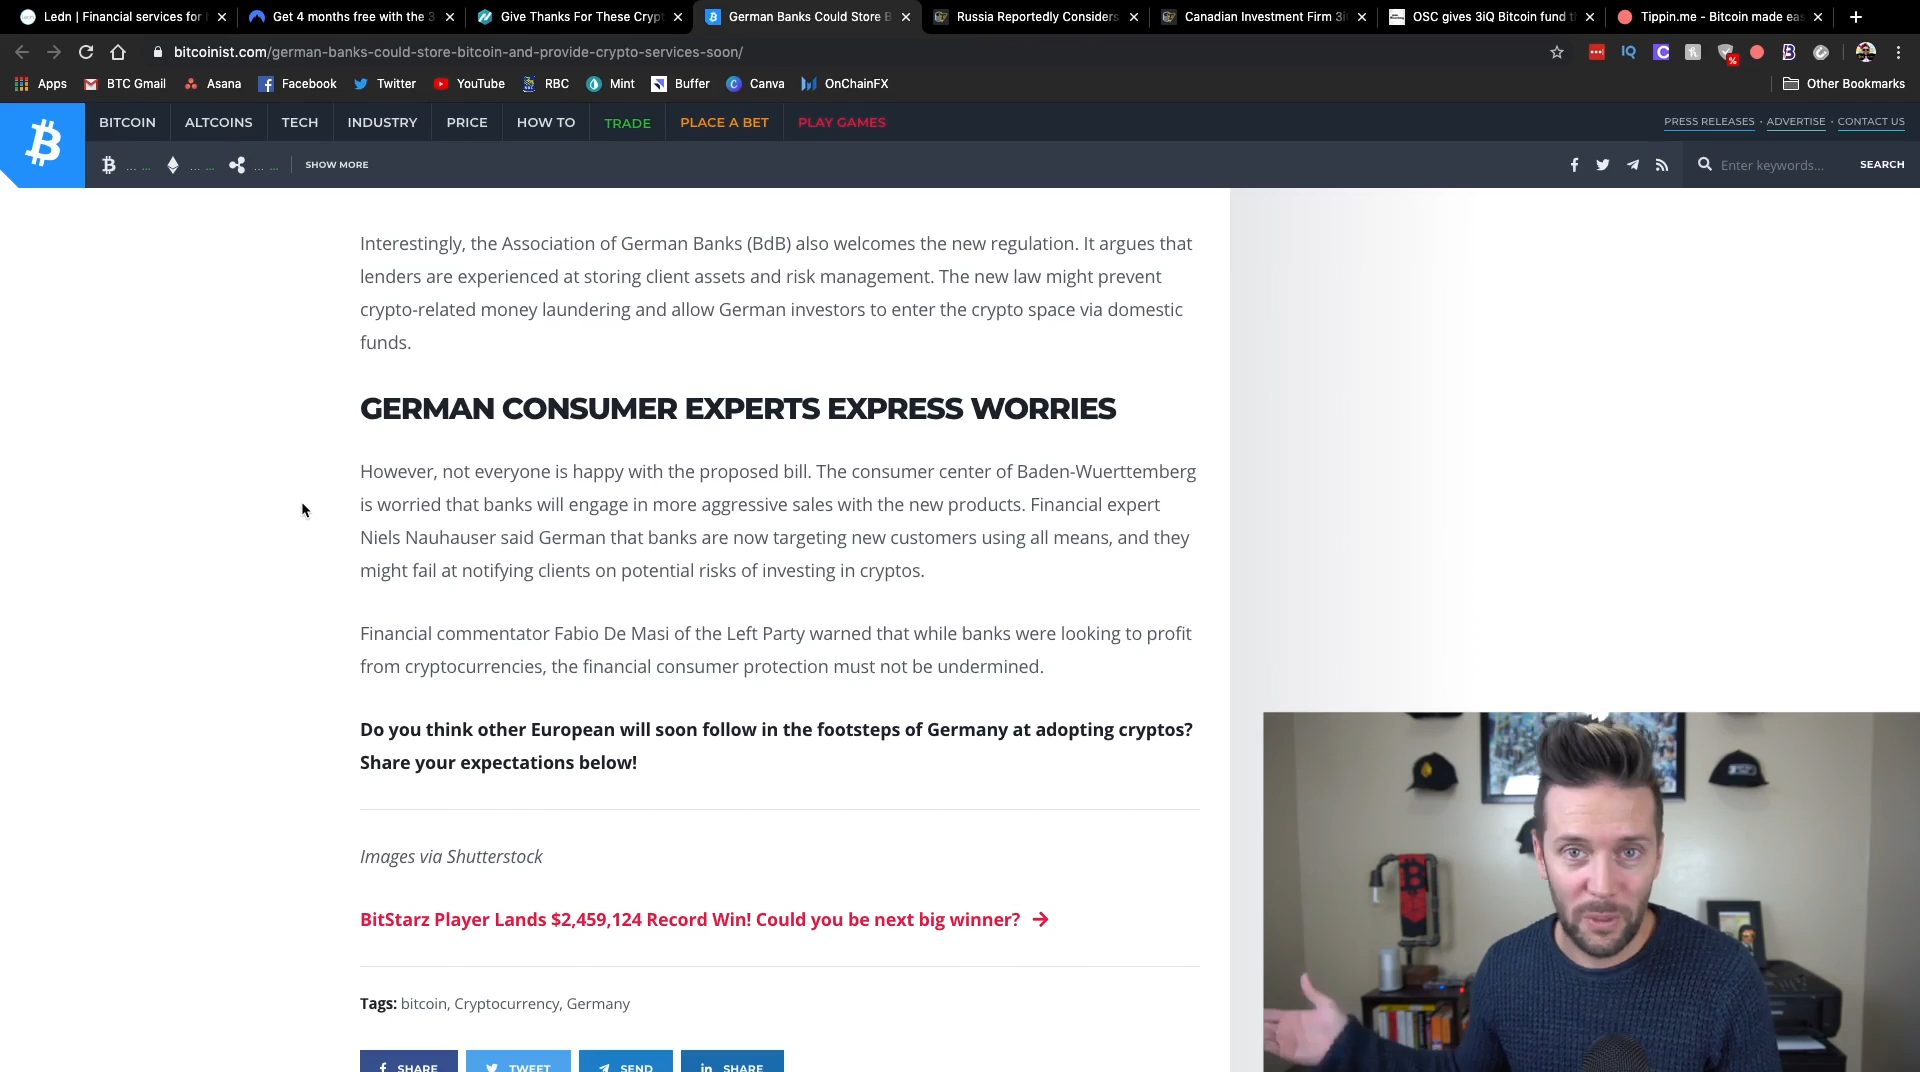 Ledn | Financial services for
Get 4 months free with the 3
Give Thanks For These Crypt
German Banks Could Store B
Russia Reportedly Considers
Canadian Investment Firm 3i
OSC gives 3iQ Bitcoin fund t
Tippin.me - Bitcoin made eas
bitcoinist.com/german-banks-could-store-bitcoin-and-provide-crypto-services-soon/
Apps
BTC Gmail
Asana
Facebook
Twitter
YouTube
RBC
Mint
Buffer
Canva
OnChainFX
Other Bookmarks
BITCOIN
ALTCOINS
TECH
INDUSTRY
PRICE
HOW TO
TRADE
PLACE A BET
PLAY GAMES
PRESS RELEASES · ADVERTISE · CONTACT US
... ... ... ... ... ... SHOW MORE
Enter keywords...
SEARCH
Interestingly, the Association of German Banks (BdB) also welcomes the new regulation. It argues that
lenders are experienced at storing client assets and risk management. The new law might prevent
crypto-related money laundering and allow German investors to enter the crypto space via domestic
funds.
GERMAN CONSUMER EXPERTS EXPRESS WORRIES
However, not everyone is happy with the proposed bill. The consumer center of Baden-Wuerttemberg
is worried that banks will engage in more aggressive sales with the new products. Financial expert
Niels Nauhauser said German that banks are now targeting new customers using all means, and they
might fail at notifying clients on potential risks of investing in cryptos.
Financial commentator Fabio De Masi of the Left Party warned that while banks were looking to profit
from cryptocurrencies, the financial consumer protection must not be undermined.
Do you think other European will soon follow in the footsteps of Germany at adopting cryptos?
Share your expectations below!
Images via Shutterstock
BitStarz Player Lands $2,459,124 Record Win! Could you be next big winner? →
Tags: bitcoin, Cryptocurrency, Germany
SHARE
TWEET
SEND
SHARE